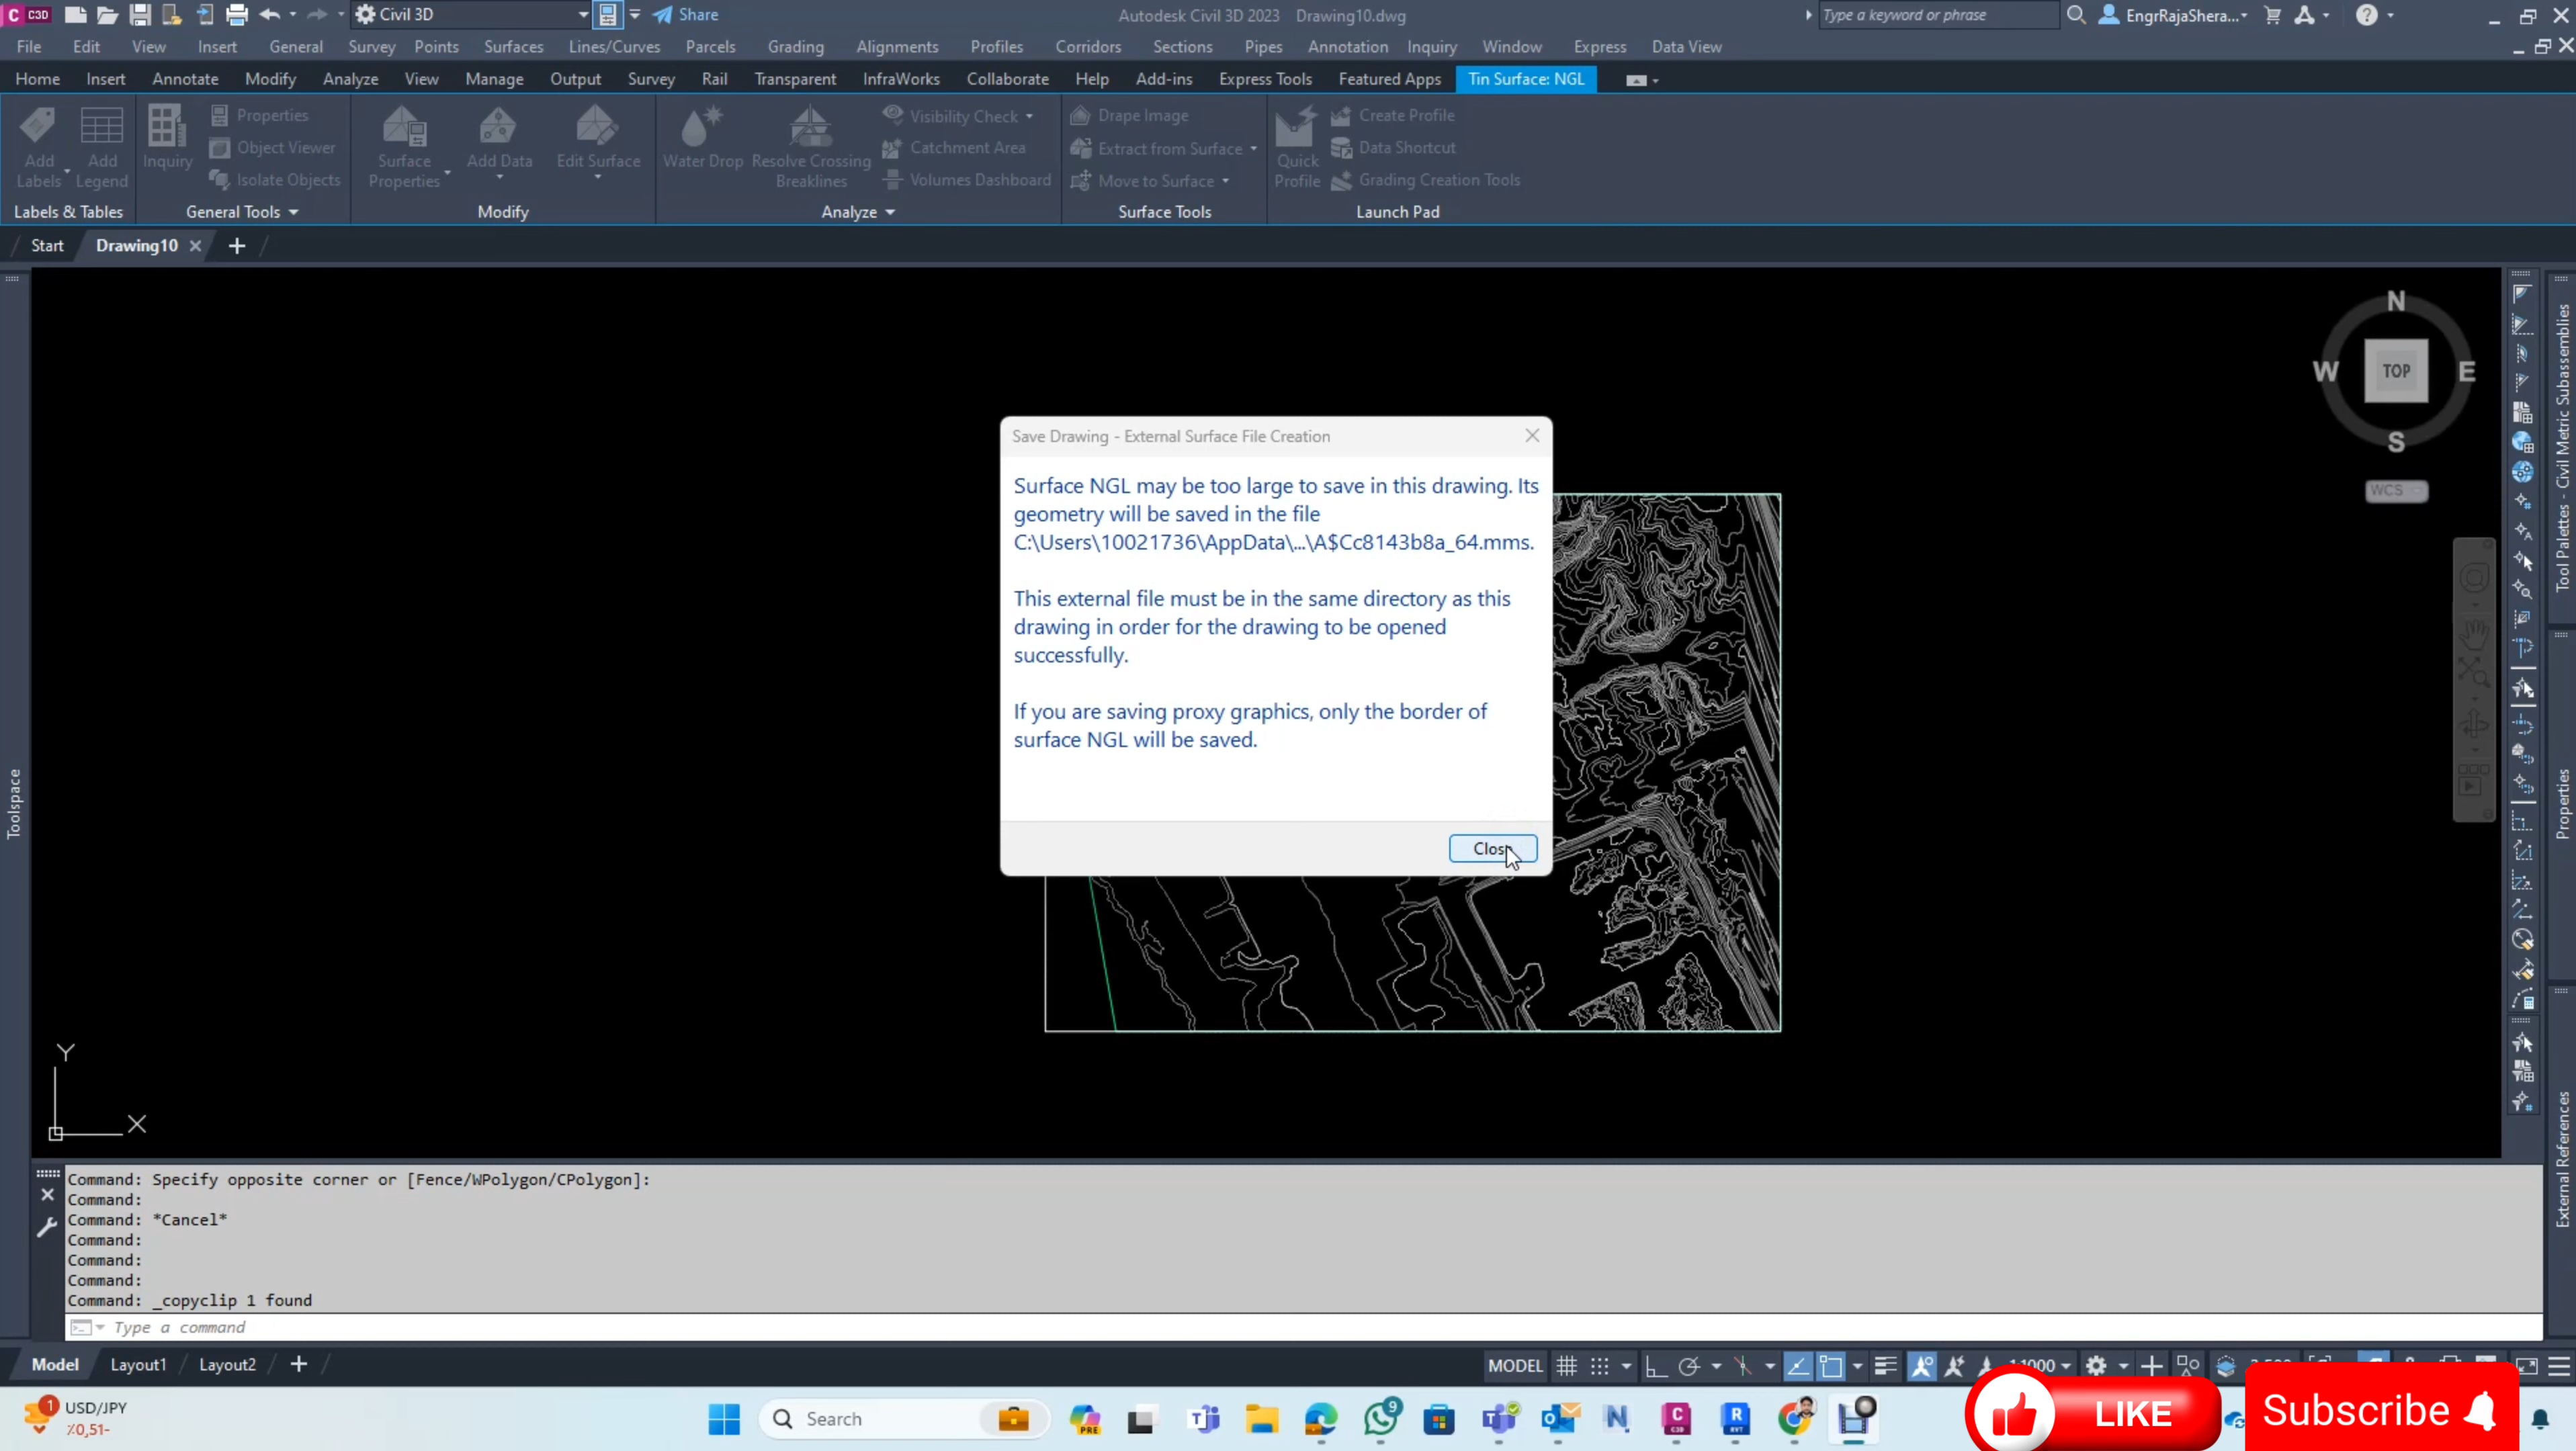 C3D Civil 3D Share Autodesk Civil 3D 2023 Drawing10.dwg Type a keyword or phrase EngrRajaShera...
File Edit View Insert General Survey Points Surfaces Lines/Curves Parcels Grading Alignments Profiles Corridors Sections Pipes Annotation Inquiry Window Express Data View
Home Insert Annotate Modify Analyze View Manage Output Survey Rail Transparent InfraWorks Collaborate Help Add-ins Express Tools Featured Apps Tin Surface: NGL
Add Labels
Add Legend
Inquiry
Properties
Object Viewer
Isolate Objects
Surface Properties
Add Data
Edit Surface
Water Drop
Resolve Crossing Breaklines
Visibility Check
Catchment Area
Volumes Dashboard
Drape Image
Extract from Surface
Move to Surface
Quick Profile
Create Profile
Data Shortcut
Grading Creation Tools
Labels & Tables General Tools Modify Analyze Surface Tools Launch Pad
Start Drawing10
N
W TOP E
S
WCS
Toolspace
Tool Palettes - Civil Metric Subassemblies
Properties
External References
Save Drawing - External Surface File Creation
Surface NGL may be too large to save in this drawing. Its
geometry will be saved in the file
C:\Users\10021736\AppData\...\A$Cc8143b8a_64.mms.
This external file must be in the same directory as this
drawing in order for the drawing to be opened
successfully.
If you are saving proxy graphics, only the border of
surface NGL will be saved.
Close
Y
X
Command: Specify opposite corner or [Fence/WPolygon/CPolygon]:
Command:
Command: *Cancel*
Command:
Command:
Command:
Command: _copyclip 1 found
Type a command
Model Layout1 Layout2 MODEL
USD/JPY
٪0,51-
Search
PRE
9
1
LIKE
Subscribe